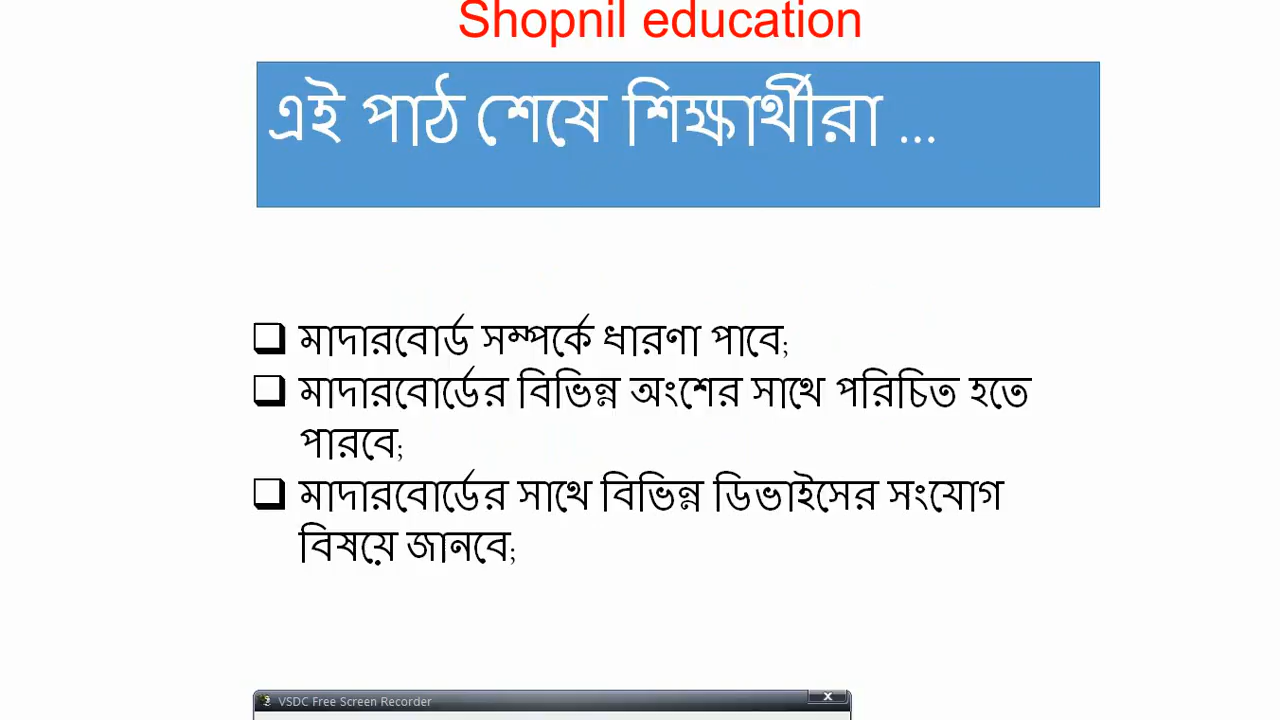 Shopnil education
এই পাঠ শেষে শিক্ষার্থীরা ...
মাদারবোর্ড সম্পর্কে ধারণা পাবে;
মাদারবোর্ডের বিভিন্ন অংশের সাথে পরিচিত হতে
পারবে;
মাদারবোর্ডের সাথে বিভিন্ন ডিভাইসের সংযোগ
বিষয়ে জানবে;
VSDC Free Screen Recorder